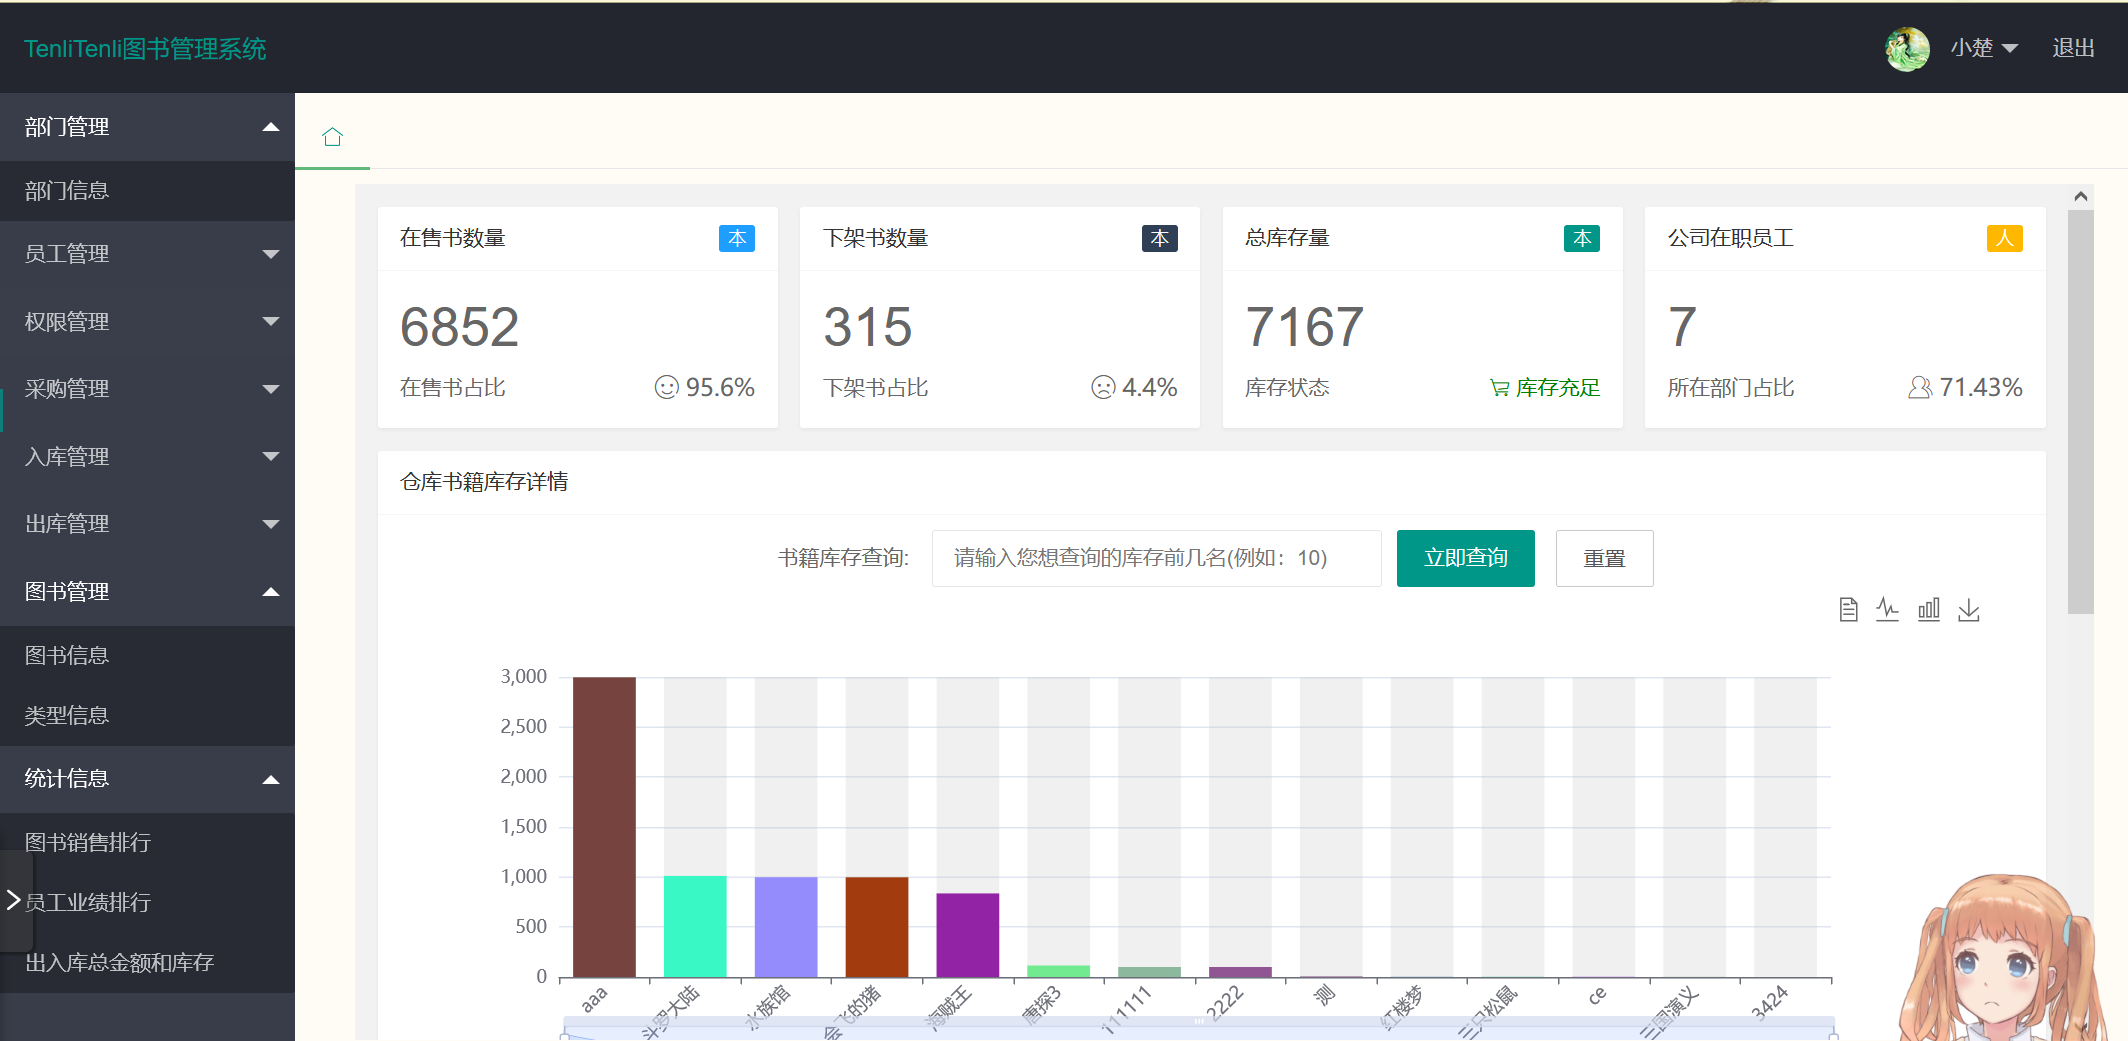 TenliTenli图书管理系统
小楚
退出
部门管理
部门信息
员工管理
权限管理
采购管理
入库管理
出库管理
图书管理
图书信息
类型信息
统计信息
图书销售排行
员工业绩排行
出入库总金额和库存
在售书数量 本
6852
在售书占比 95.6%
下架书数量 本
315
下架书占比 4.4%
总库存量 本
7167
库存状态 库存充足
公司在职员工 人
7
所在部门占比 71.43%
仓库书籍库存详情
书籍库存查询: 请输入您想查询的库存前几名(例如：10) 立即查询 重置
3,000
2,500
2,000
1,500
1,000
500
0
aaa
斗罗大陆
水族馆
会飞的猪
海贼王
唐探3
111111
2222
测
红楼梦
三只松鼠
ce
三国演义
3424